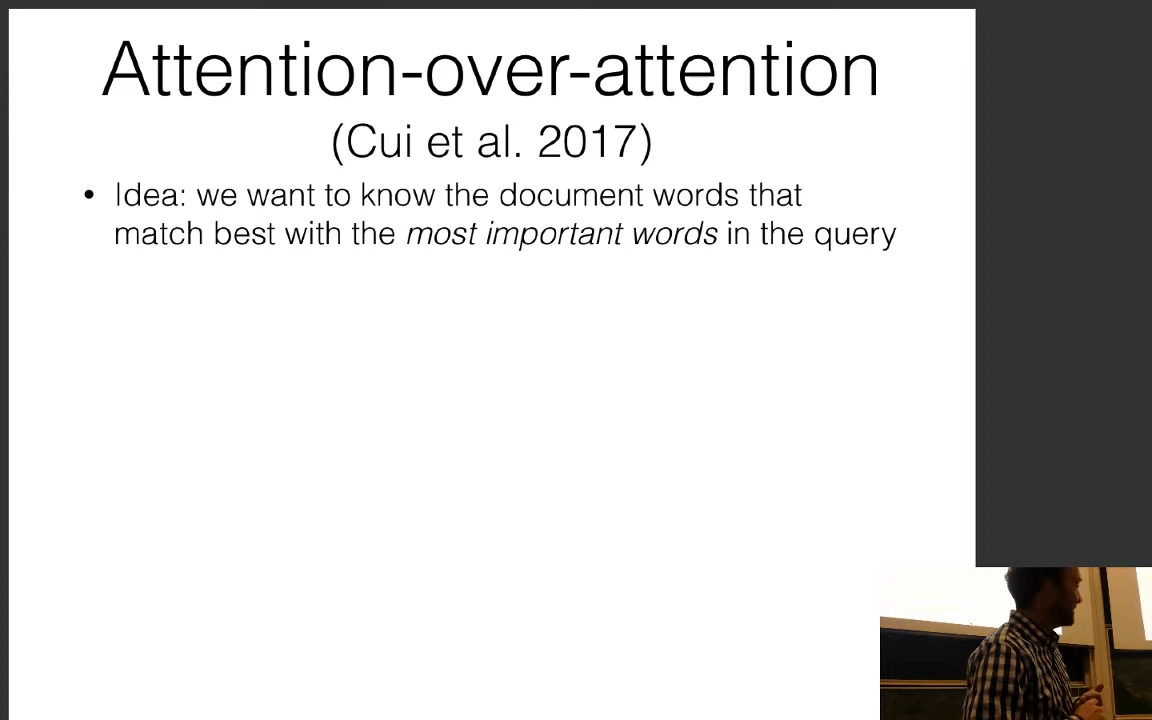 Attention-over-attention
(Cui et al. 2017)
• Idea: we want to know the document words that
match best with the most important words in the query